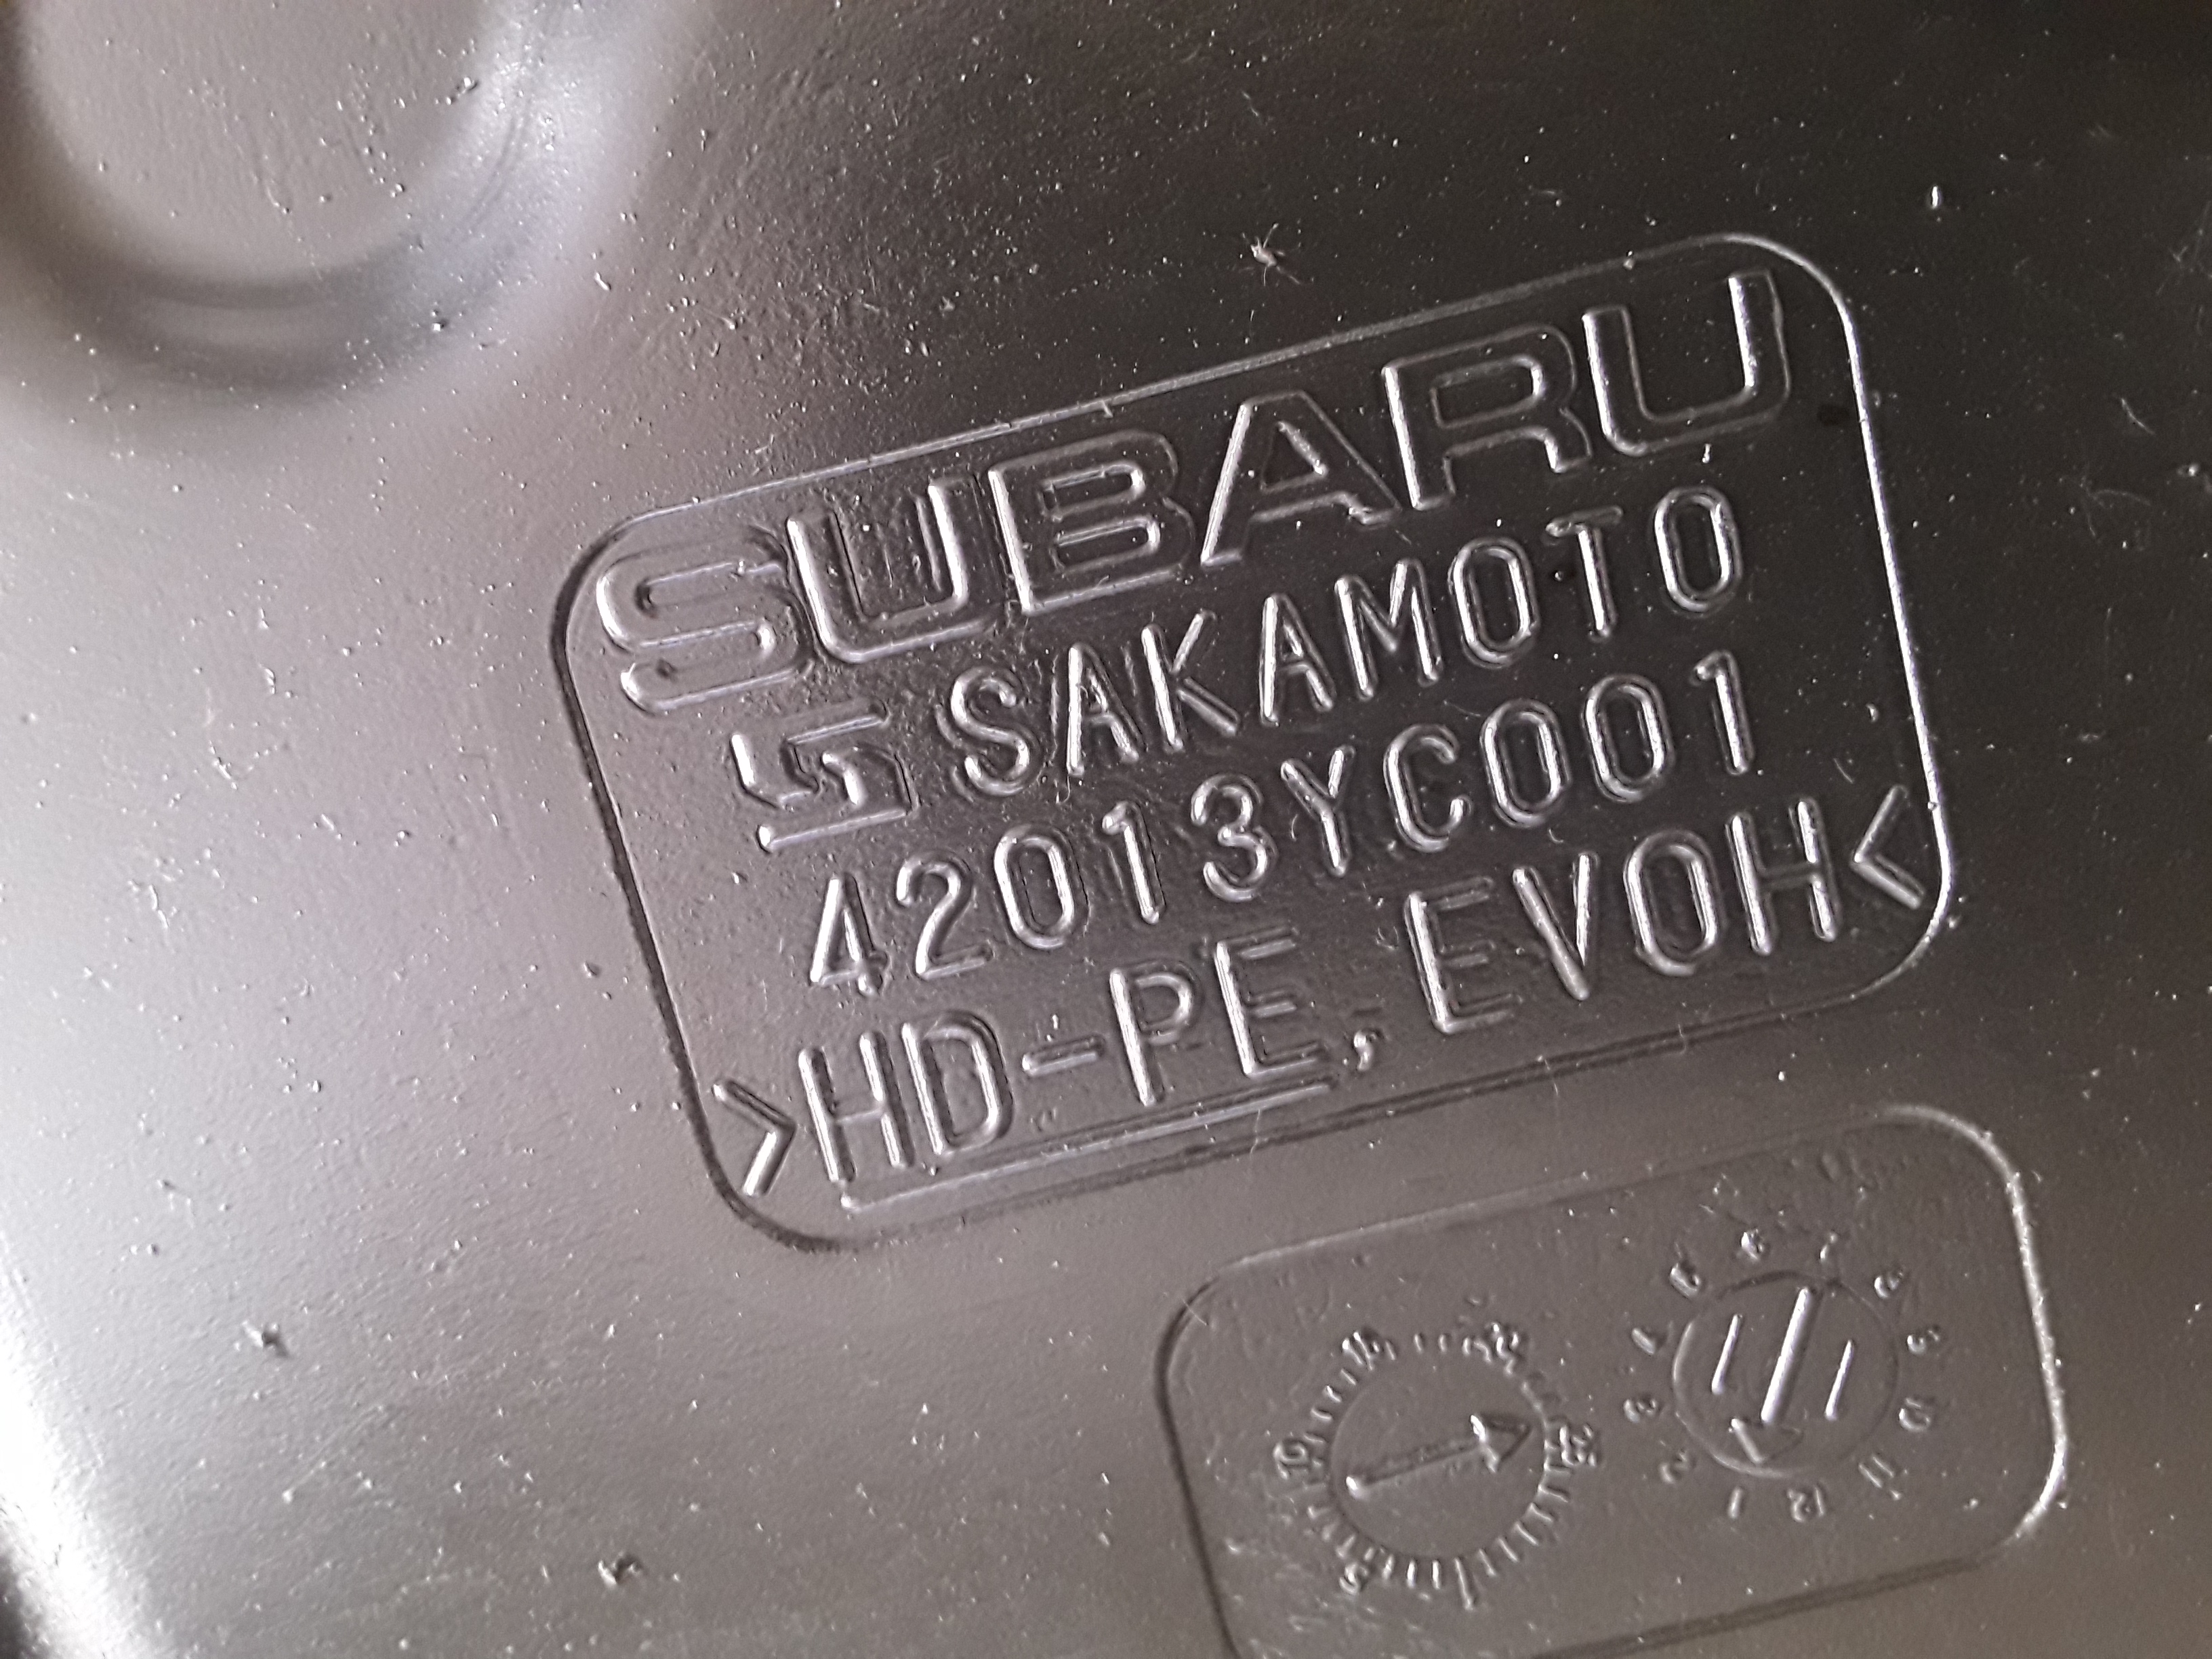 SUBARU
SAKAMOTO
42013YC001
>HD-PE, EVOH<